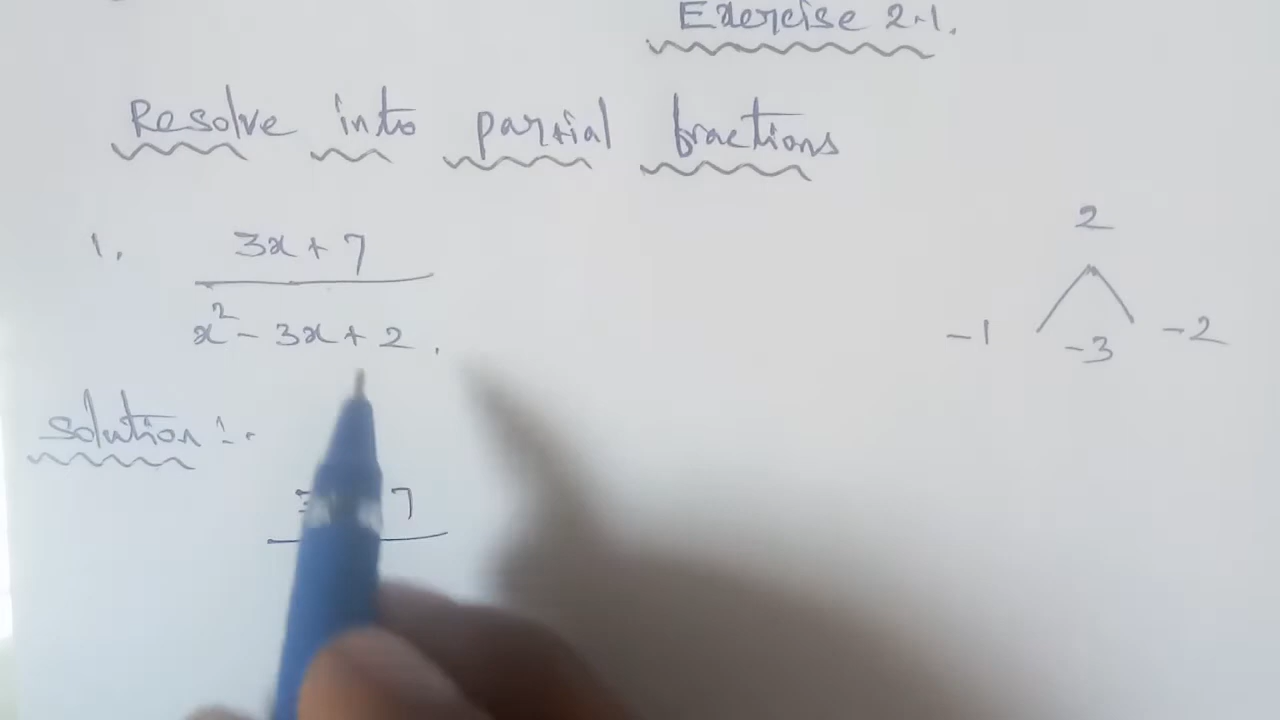 Exercise 2.1.
Resolve into partial fractions
1. 3x + 7
x² - 3x + 2.
2
-1 -3 -2
Solution :-
7